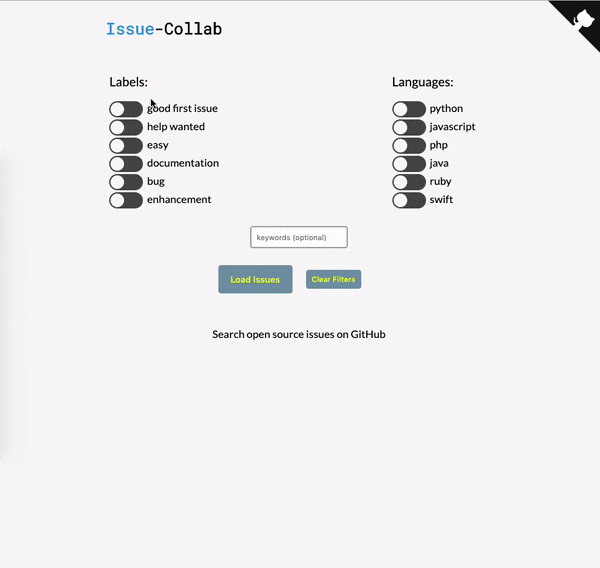 Issue-Collab
Labels:
good first issue
help wanted
easy
documentation
bug
enhancement
Languages:
python
javascript
php
java
ruby
swift
keywords (optional)
Load Issues
Clear Filters
Search open source issues on GitHub